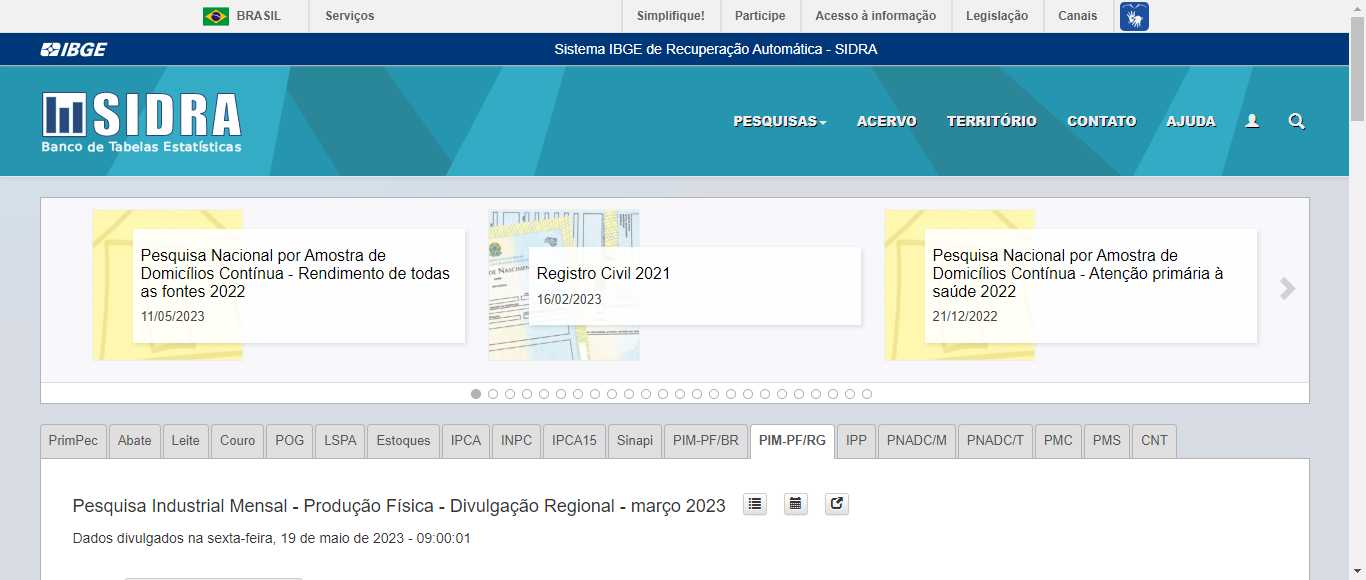 BRASIL
Serviços
Simplifique!
Participe
Acesso à informação
Legislação
Canais
IBGE
Sistema IBGE de Recuperação Automática - SIDRA
SIDRA
Banco de Tabelas Estatísticas
PESQUISAS
ACERVO
TERRITÓRIO
CONTATO
AJUDA
Pesquisa Nacional por Amostra de
Domicílios Contínua - Rendimento de todas
as fontes 2022
11/05/2023
Registro Civil 2021
16/02/2023
Pesquisa Nacional por Amostra de
Domicílios Contínua - Atenção primária à
saúde 2022
21/12/2022
PrimPec
Abate
Leite
Couro
POG
LSPA
Estoques
IPCA
INPC
IPCA15
Sinapi
PIM-PF/BR
PIM-PF/RG
IPP
PNADC/M
PNADC/T
PMC
PMS
CNT
Pesquisa Industrial Mensal - Produção Física - Divulgação Regional - março 2023
Dados divulgados na sexta-feira, 19 de maio de 2023 - 09:00:01